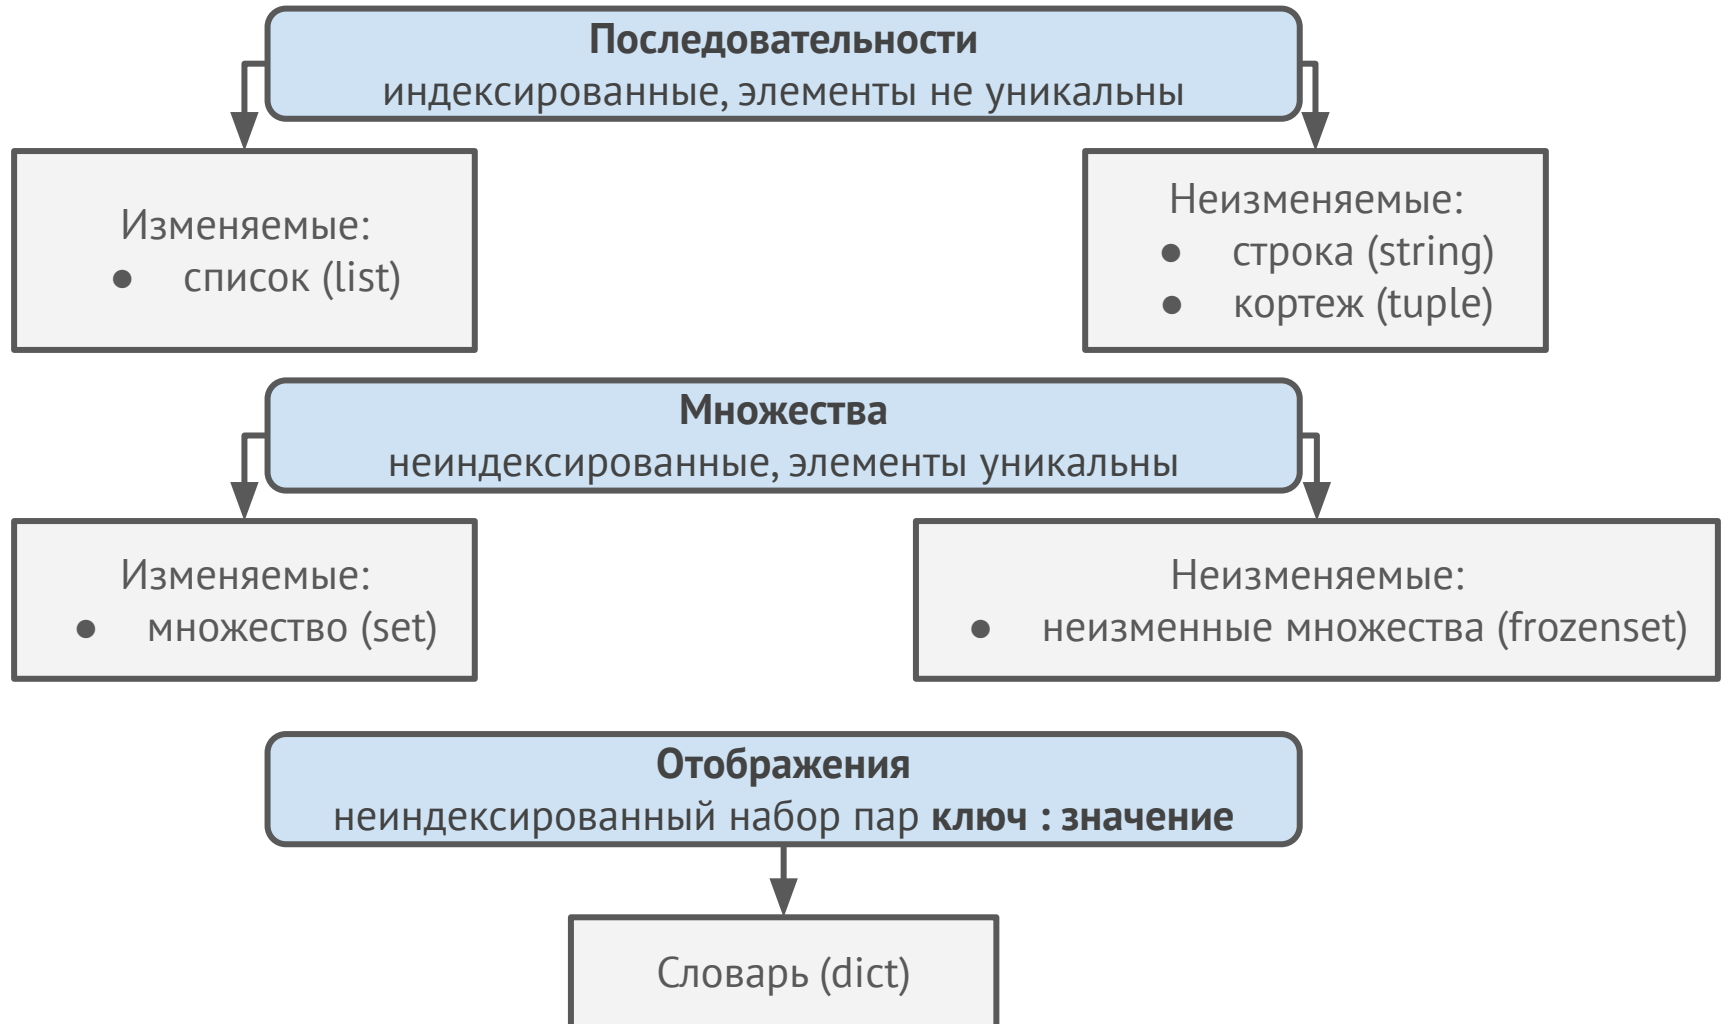 Последовательности
индексированные, элементы не уникальны
Изменяемые:
● список (list)
Неизменяемые:
● строка (string)
● кортеж (tuple)
Множества
неиндексированные, элементы уникальны
Изменяемые:
● множество (set)
Неизменяемые:
● неизменные множества (frozenset)
Отображения
неиндексированный набор пар ключ : значение
Словарь (dict)